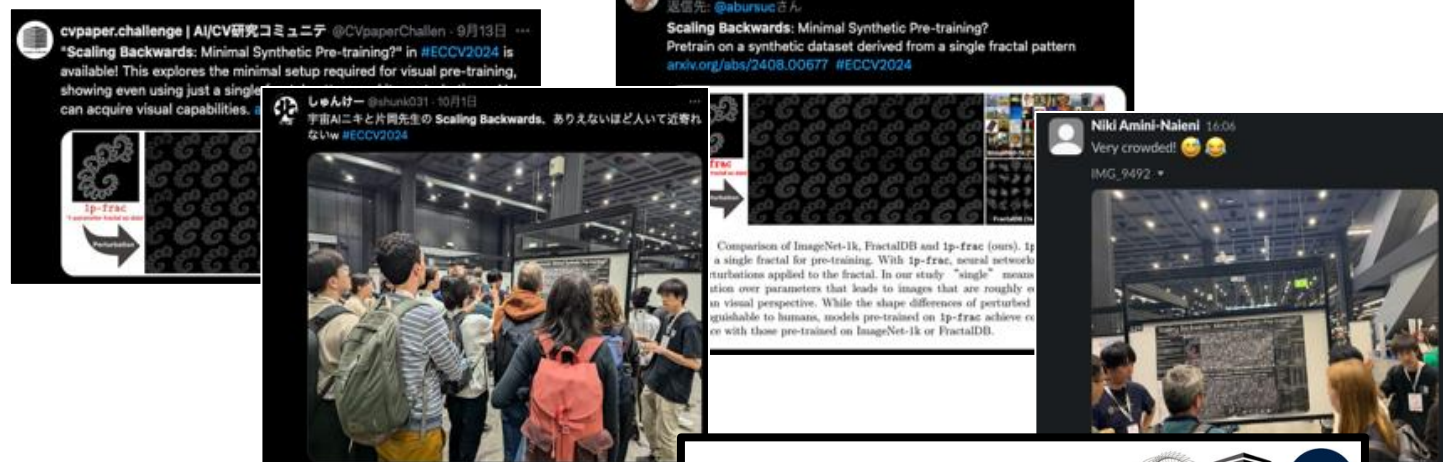 cvpaper.challenge | AI/CV研究コミュニテ @CVpaperChallen · 9月13日 ···
"Scaling Backwards: Minimal Synthetic Pre-training?" in #ECCV2024 is
available! This explores the minimal setup required for visual pre-training,
showing even using just a single
can acquire visual capabilities.
1p-frac
Perturbation
しゅんけー @shunk031 · 10月1日 ···
宇宙AIニキと片岡先生の Scaling Backwards、ありえないほど人いて近寄れ
ないw #ECCV2024
返信先: @abursucさん
Scaling Backwards: Minimal Synthetic Pre-training?
Pretrain on a synthetic dataset derived from a single fractal pattern
arxiv.org/abs/2408.00677 #ECCV2024
Comparison of ImageNet-1k, FractalDB and 1p-frac (ours). 1p
a single fractal for pre-training. With 1p-frac, neural networks
rturbations applied to the fractal. In our study "single" means
ation over parameters that leads to images that are roughly
an visual perspective. While the shape differences of perturbed
guishable to humans, models pre-trained on 1p-frac achieve
ce with those pre-trained on ImageNet-1k or FractalDB.
Niki Amini-Naieni 16:06
Very crowded! 😅 😂
IMG_9492